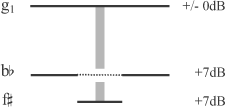 g₁ +/- 0dB
b♭ +7dB
f♯ +7dB